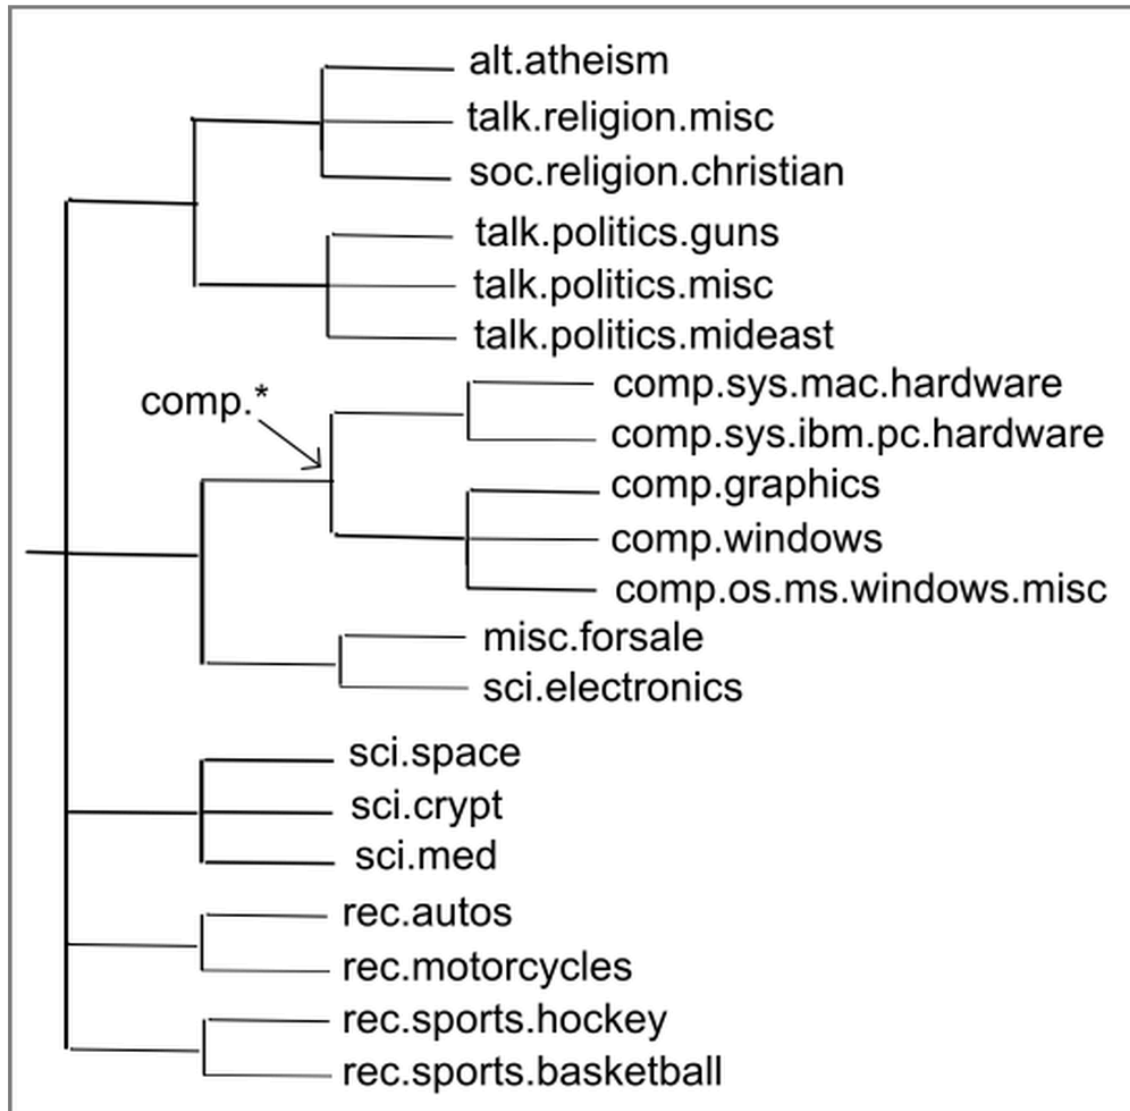 alt.atheism
talk.religion.misc
soc.religion.christian
talk.politics.guns
talk.politics.misc
talk.politics.mideast
comp.sys.mac.hardware
comp.*
comp.sys.ibm.pc.hardware
comp.graphics
comp.windows
comp.os.ms.windows.misc
misc.forsale
sci.electronics
sci.space
sci.crypt
sci.med
rec.autos
rec.motorcycles
rec.sports.hockey
rec.sports.basketball